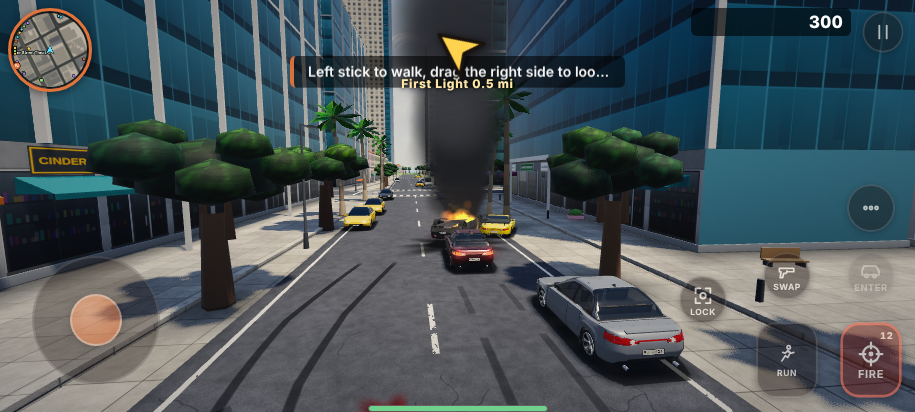 300
Left stick to walk, drag the right side to loo...
First Light 0.5 mi
CINDER
SWAP
ENTER
LOCK
12
RUN
FIRE